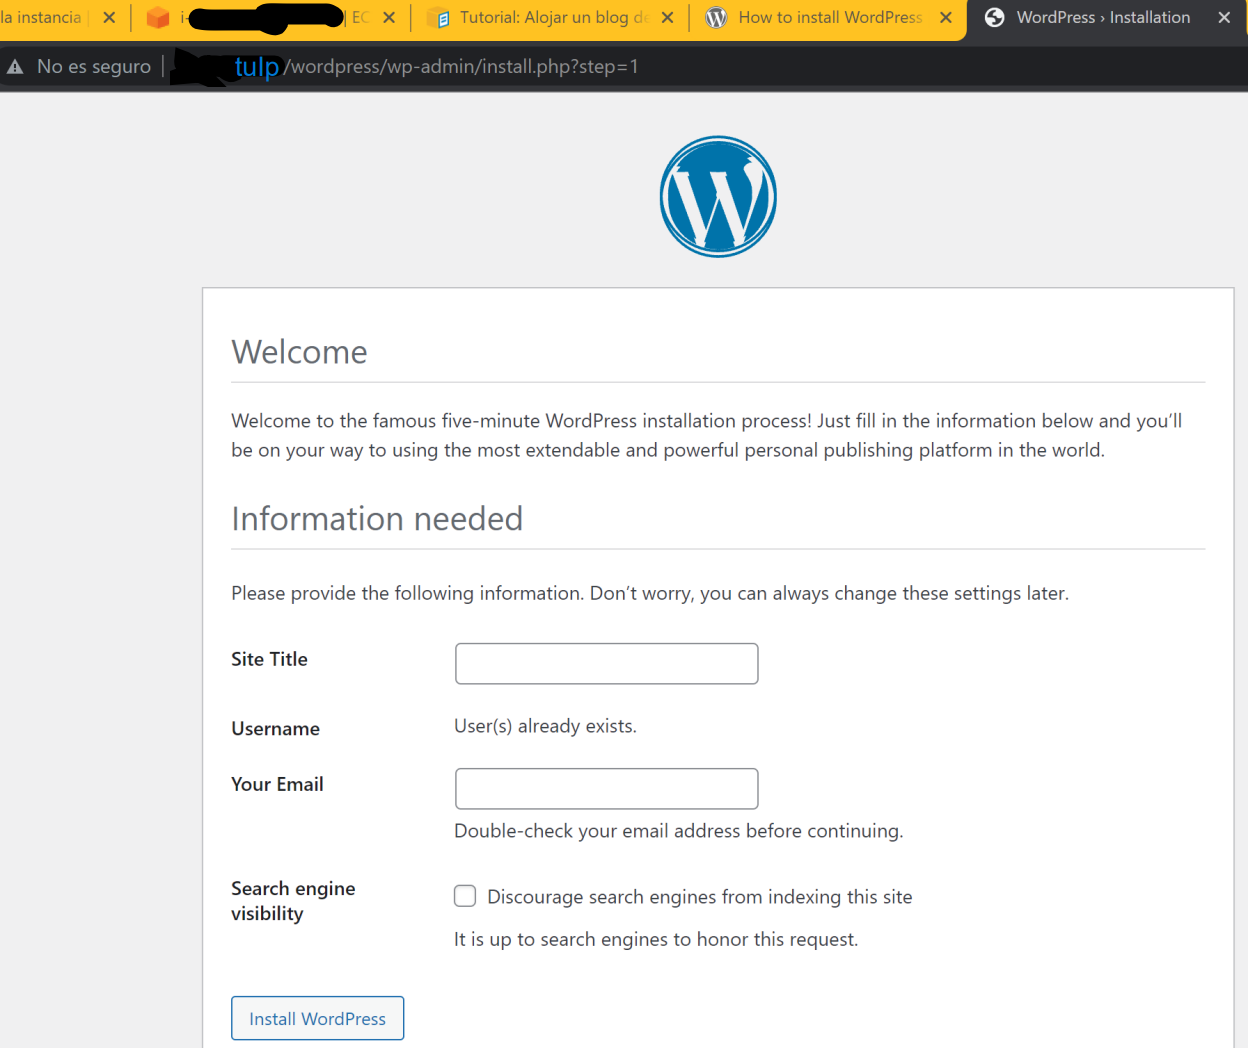 la instancia
i-
EC
Tutorial: Alojar un blog de
How to install WordPress
WordPress › Installation
No es seguro
tulp/wordpress/wp-admin/install.php?step=1
Welcome
Welcome to the famous five-minute WordPress installation process! Just fill in the information below and you’ll
be on your way to using the most extendable and powerful personal publishing platform in the world.
Information needed
Please provide the following information. Don’t worry, you can always change these settings later.
Site Title
Username
User(s) already exists.
Your Email
Double-check your email address before continuing.
Search engine
visibility
Discourage search engines from indexing this site
It is up to search engines to honor this request.
Install WordPress